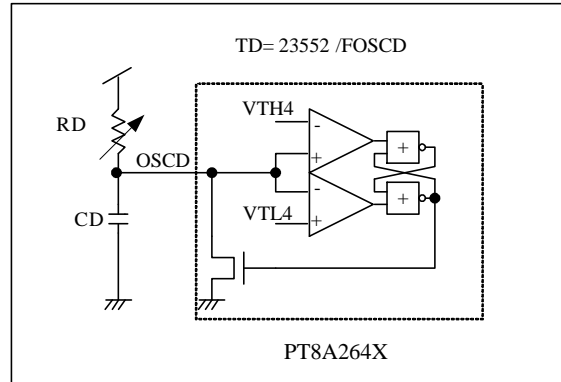 TD= 23552 /FOSCD
VTH4
-
+
RD
OSCD
-
+
VTL4
CD
+
+
PT8A264X